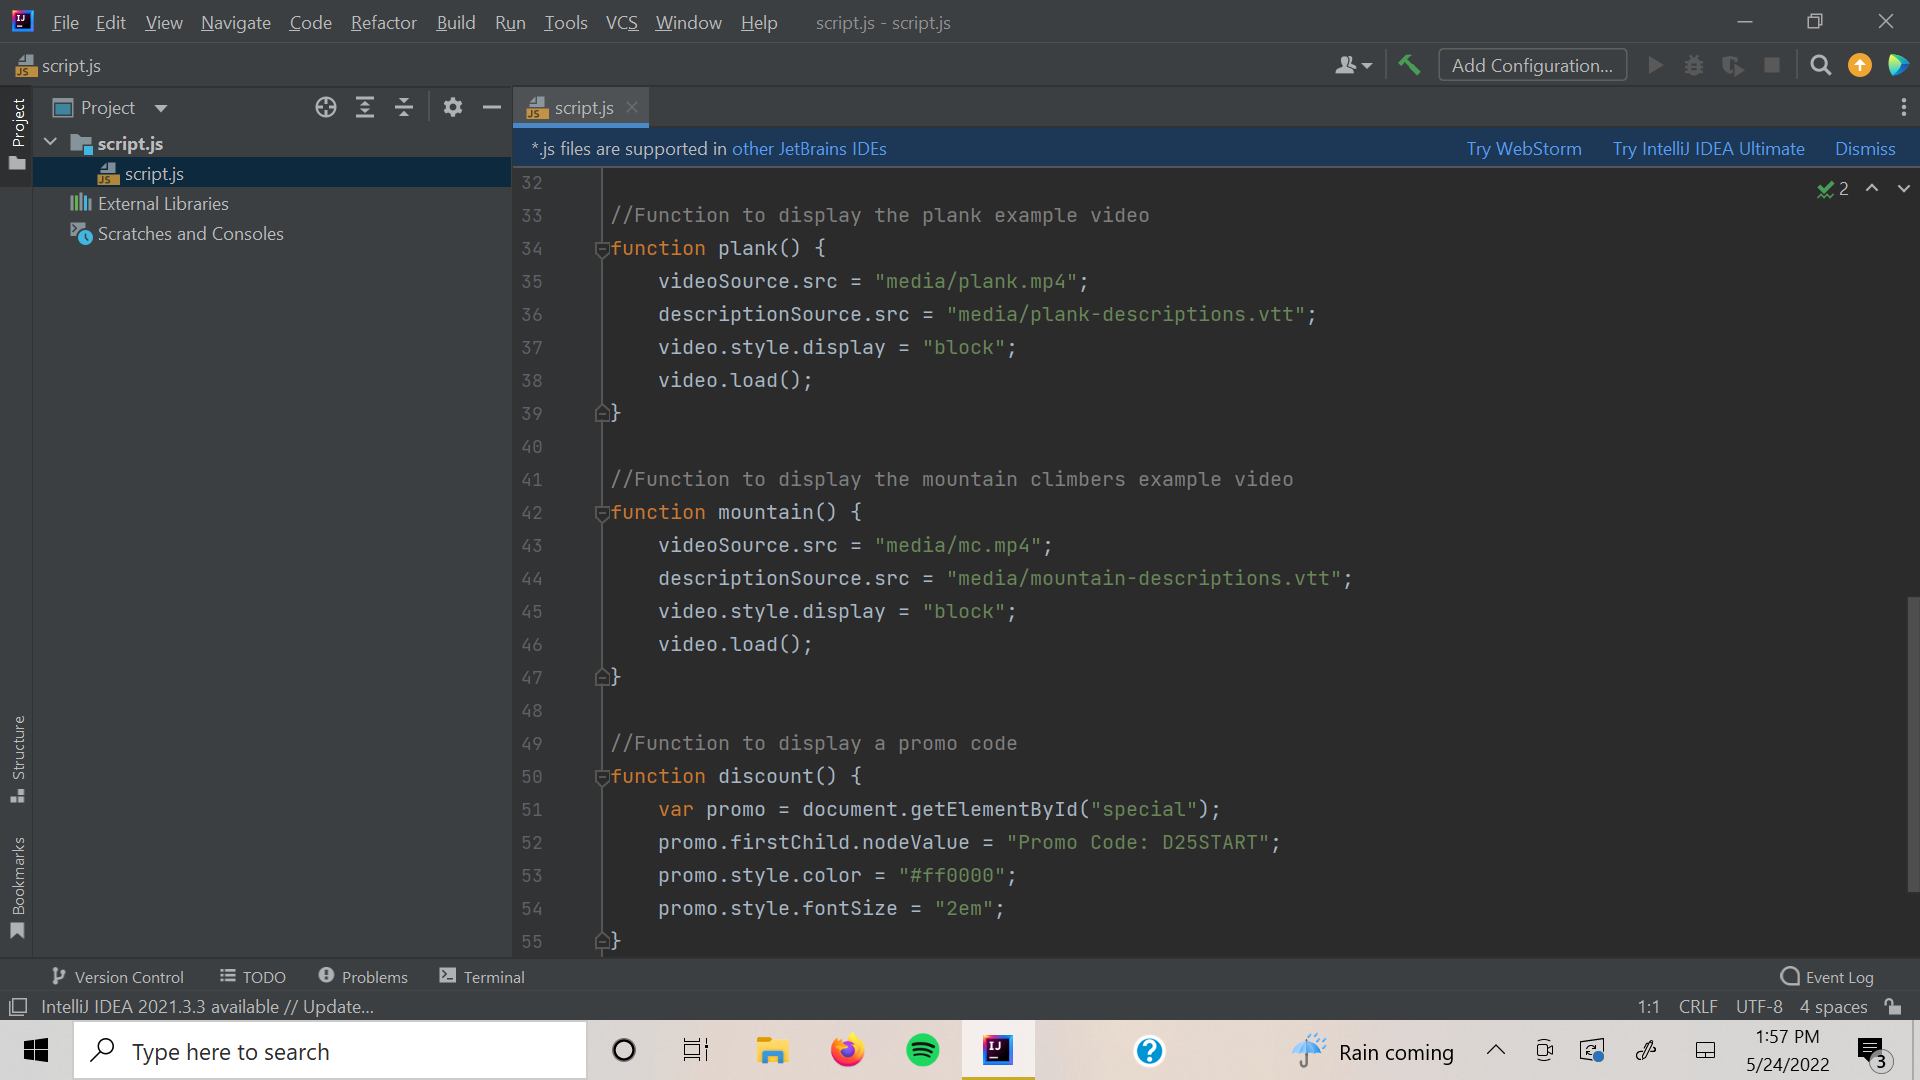 File Edit View Navigate Code Refactor Build Run Tools VCS Window Help script.js - script.js
script.js
Add Configuration...
Project
Project
script.js
*.js files are supported in other JetBrains IDEs Try WebStorm Try IntelliJ IDEA Ultimate Dismiss
script.js
script.js
External Libraries
Scratches and Consoles
2
32
33 //Function to display the plank example video
34 function plank() {
35 videoSource.src = "media/plank.mp4";
36 descriptionSource.src = "media/plank-descriptions.vtt";
37 video.style.display = "block";
38 video.load();
39 }
40
41 //Function to display the mountain climbers example video
42 function mountain() {
43 videoSource.src = "media/mc.mp4";
44 descriptionSource.src = "media/mountain-descriptions.vtt";
45 video.style.display = "block";
46 video.load();
47 }
48
49 //Function to display a promo code
50 function discount() {
51 var promo = document.getElementById("special");
52 promo.firstChild.nodeValue = "Promo Code: D25START";
53 promo.style.color = "#ff0000";
54 promo.style.fontSize = "2em";
55 }
Structure
Bookmarks
Version Control TODO Problems Terminal Event Log
IntelliJ IDEA 2021.3.3 available // Update... 1:1 CRLF UTF-8 4 spaces
Type here to search
Rain coming
1:57 PM
5/24/2022
3